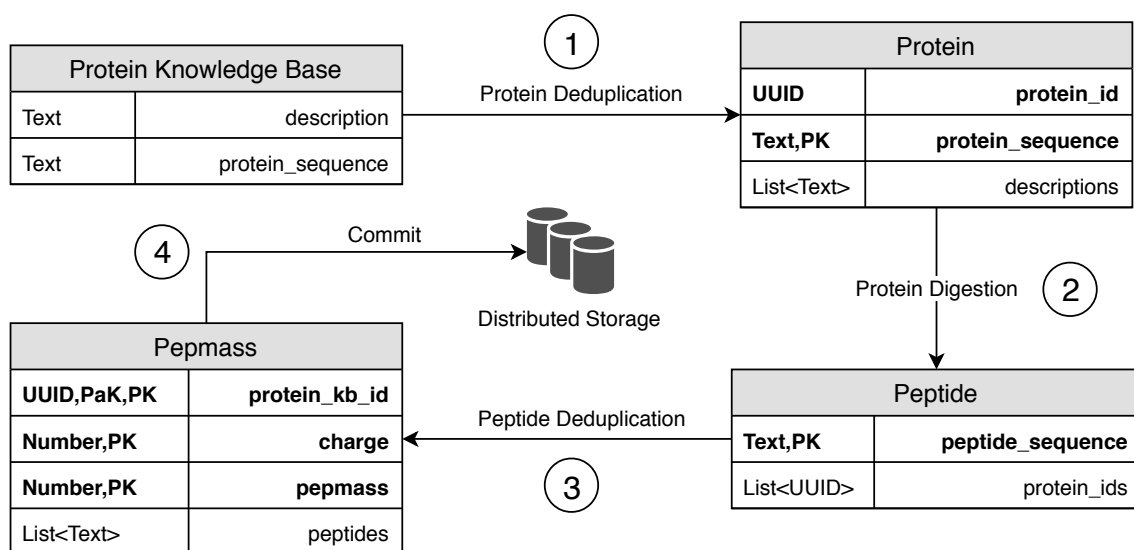 1
Protein Knowledge Base
Text description
Text protein_sequence
Protein Deduplication
Protein
UUID protein_id
Text,PK protein_sequence
List<Text> descriptions
4
Commit
Distributed Storage
Protein Digestion
2
Pepmass
UUID,PaK,PK protein_kb_id
Number,PK charge
Number,PK pepmass
List<Text> peptides
Peptide Deduplication
3
Peptide
Text,PK peptide_sequence
List<UUID> protein_ids